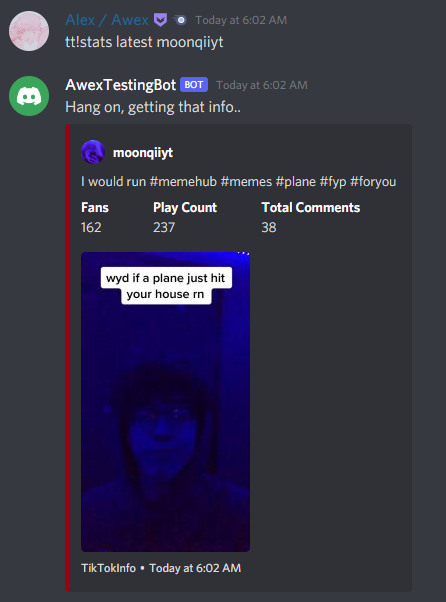 Alex / Awex Today at 6:02 AM
tt!stats latest moonqiiyt
AwexTestingBot BOT Today at 6:02 AM
Hang on, getting that info..
moonqiiyt
I would run #memehub #memes #plane #fyp #foryou
Fans Play Count Total Comments
162 237 38
wyd if a plane just hit
your house rn
TikTokInfo • Today at 6:02 AM